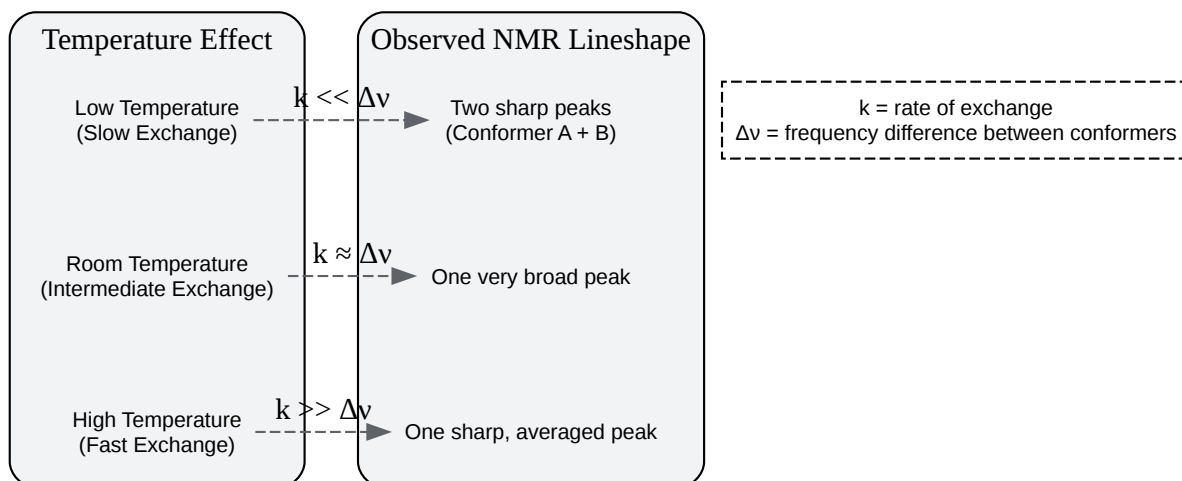 Temperature Effect
Observed NMR Lineshape
Low Temperature
(Slow Exchange)
k << Δν
Two sharp peaks
(Conformer A + B)
k = rate of exchange
Δν = frequency difference between conformers
Room Temperature
(Intermediate Exchange)
k ≈ Δν
One very broad peak
High Temperature
(Fast Exchange)
k >> Δν
One sharp, averaged peak